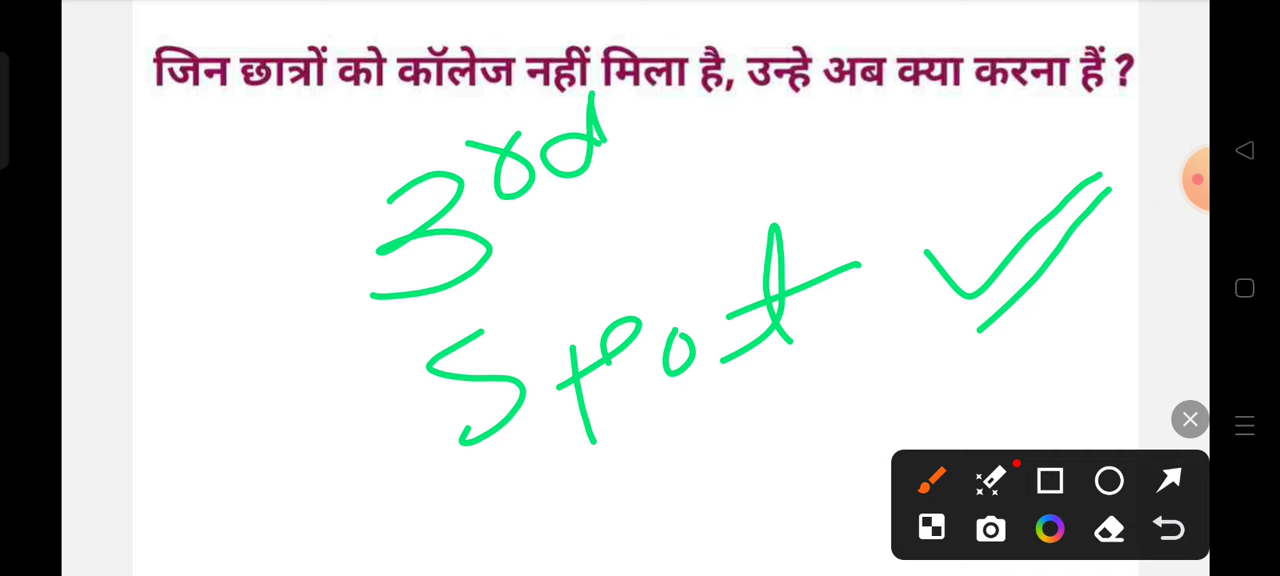 जिन छात्रों को कॉलेज नहीं मिला है, उन्हे अब क्या करना हैं ?
3rd
Spot